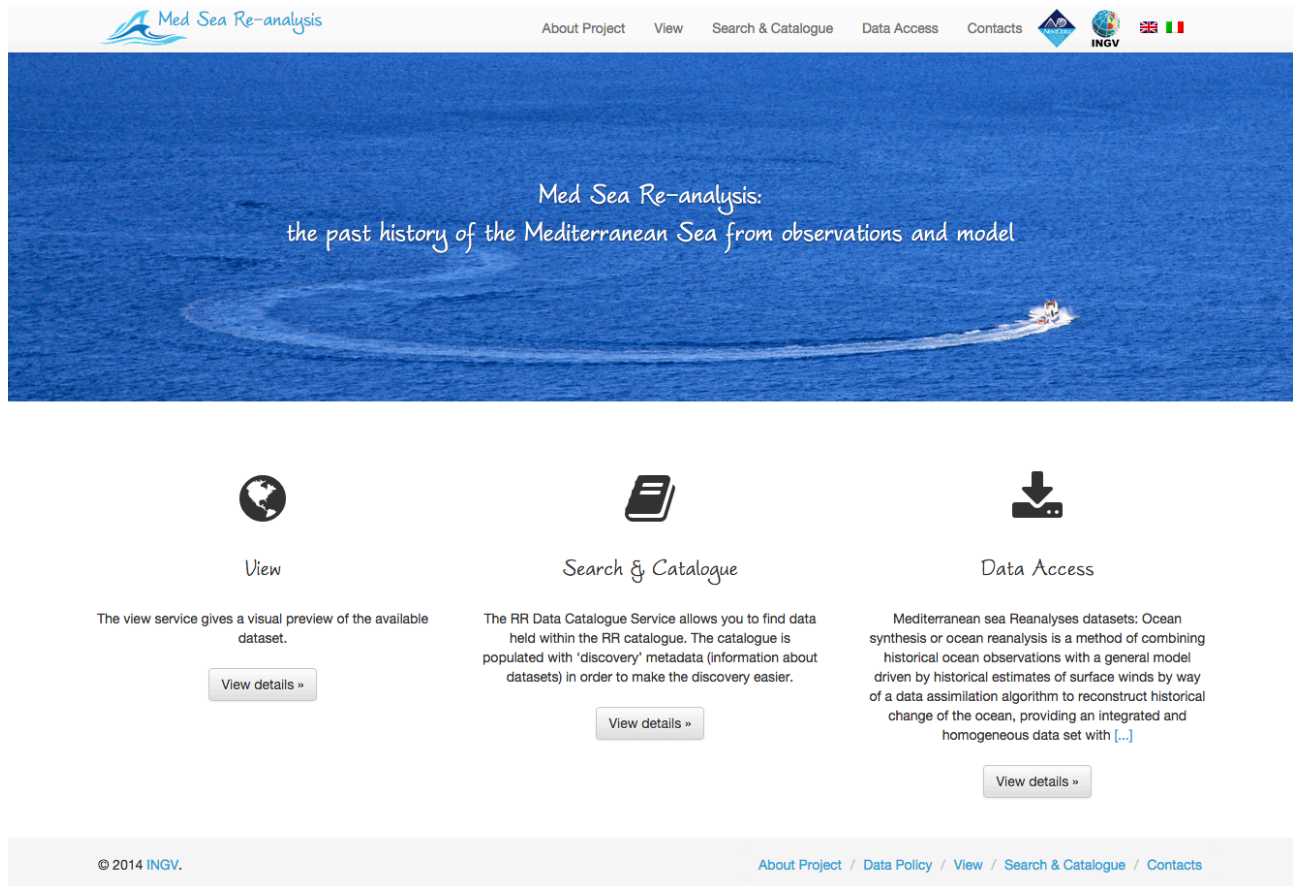 Med Sea Re-analysis
About Project
View
Search & Catalogue
Data Access
Contacts
NextData
INGV
Med Sea Re-analysis:
the past history of the Mediterranean Sea from observations and model
View
The view service gives a visual preview of the available
dataset.
View details »
Search & Catalogue
The RR Data Catalogue Service allows you to find data
held within the RR catalogue. The catalogue is
populated with 'discovery' metadata (information about
datasets) in order to make the discovery easier.
View details »
Data Access
Mediterranean sea Reanalyses datasets: Ocean
synthesis or ocean reanalysis is a method of combining
historical ocean observations with a general model
driven by historical estimates of surface winds by way
of a data assimilation algorithm to reconstruct historical
change of the ocean, providing an integrated and
homogeneous data set with [...]
View details »
© 2014 INGV.
About Project / Data Policy / View / Search & Catalogue / Contacts